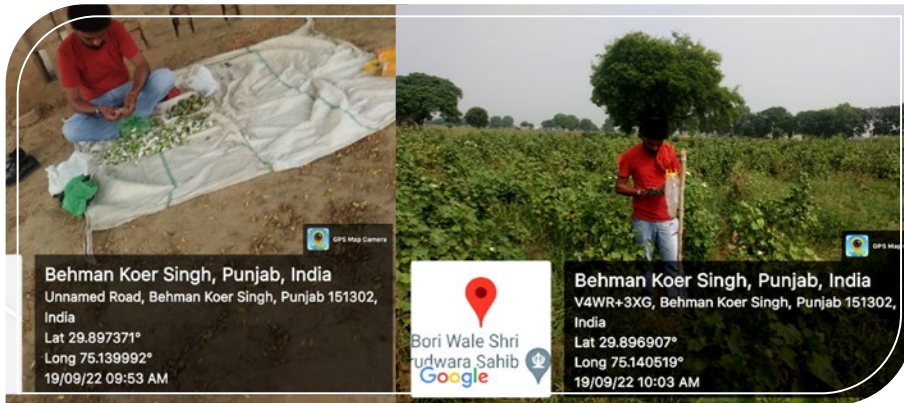 GPS Map Camera
Behman Koer Singh, Punjab, India
Unnamed Road, Behman Koer Singh, Punjab 151302,
India
Lat 29.897371°
Long 75.139992°
19/09/22 09:53 AM
GPS Map
Bori Wale Shri
rudwara Sahib
Google
Behman Koer Singh, Punjab, India
V4WR+3XG, Behman Koer Singh, Punjab 151302,
India
Lat 29.896907°
Long 75.140519°
19/09/22 10:03 AM